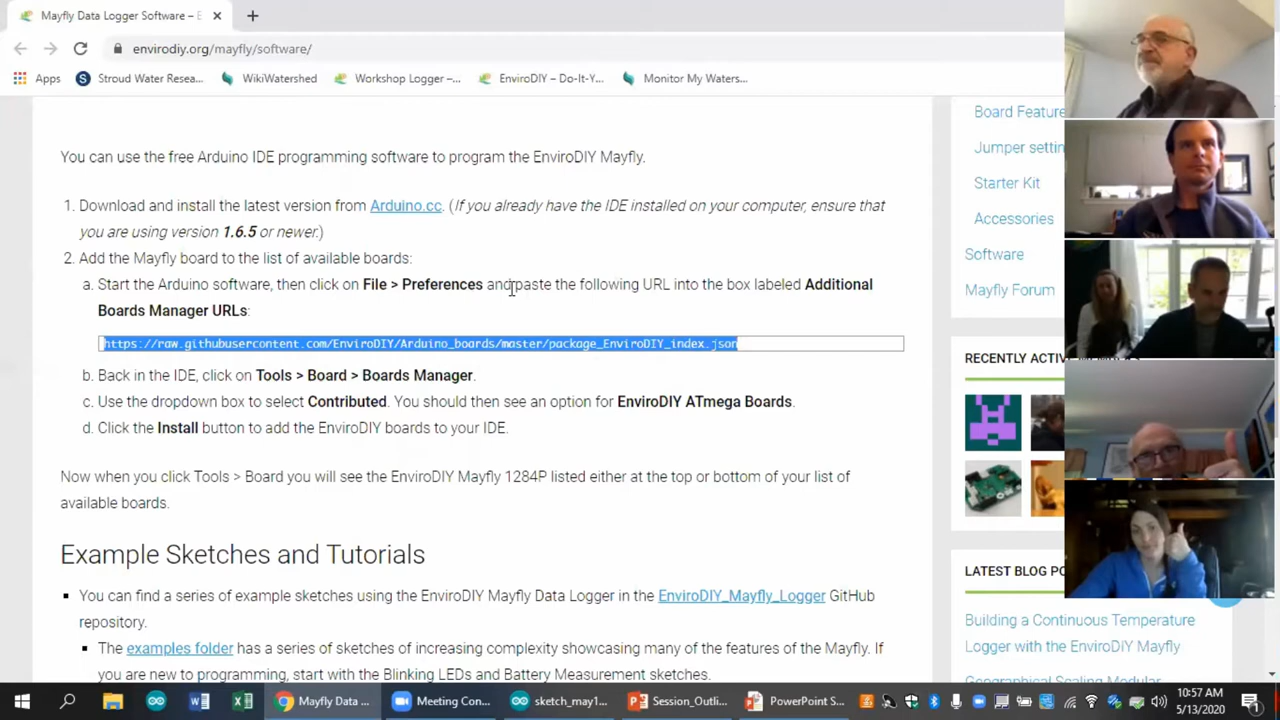 Mayfly Data Logger Software – E
envirodiy.org/mayfly/software/
Apps
Stroud Water Resea...
WikiWatershed
Workshop Logger –...
EnviroDIY – Do-It-Y...
Monitor My Waters...
You can use the free Arduino IDE programming software to program the EnviroDIY Mayfly.
1. Download and install the latest version from Arduino.cc. (If you already have the IDE installed on your computer, ensure that
you are using version 1.6.5 or newer.)
2. Add the Mayfly board to the list of available boards:
a. Start the Arduino software, then click on File > Preferences and paste the following URL into the box labeled Additional
Boards Manager URLs:
https://raw.githubusercontent.com/EnviroDIY/Arduino_boards/master/package_EnviroDIY_index.json
b. Back in the IDE, click on Tools > Board > Boards Manager.
c. Use the dropdown box to select Contributed. You should then see an option for EnviroDIY ATmega Boards.
d. Click the Install button to add the EnviroDIY boards to your IDE.
Now when you click Tools > Board you will see the EnviroDIY Mayfly 1284P listed either at the top or bottom of your list of
available boards.
Example Sketches and Tutorials
You can find a series of example sketches using the EnviroDIY Mayfly Data Logger in the EnviroDIY_Mayfly_Logger GitHub
repository.
The examples folder has a series of sketches of increasing complexity showcasing many of the features of the Mayfly. If
you are new to programming, start with the Blinking LEDs and Battery Measurement sketches.
Board Feature
Jumper settin
Starter Kit
Accessories
Software
Mayfly Forum
RECENTLY ACTIVE
LATEST BLOG PO
Building a Continuous Temperature
Logger with the EnviroDIY Mayfly
Geographical Scaling Modular
Mayfly Data ...
Meeting Con...
sketch_may1...
Session_Outli...
PowerPoint S...
10:57 AM
5/13/2020